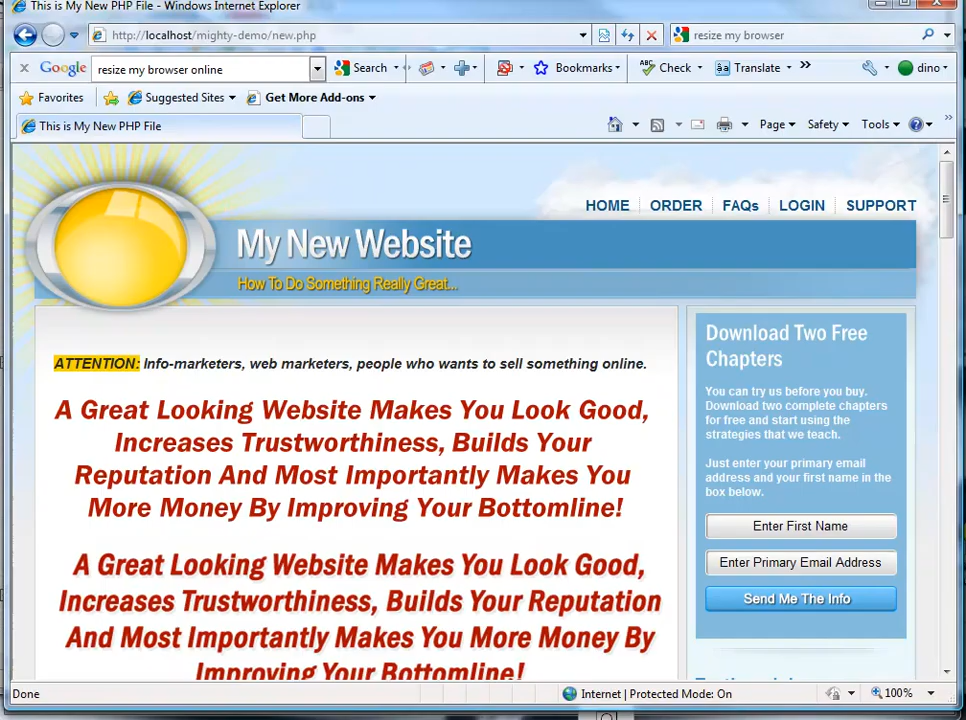 This is My New PHP File - Windows Internet Explorer
http://localhost/mighty-demo/new.php
resize my browser
Google
resize my browser online
Search
Bookmarks
ABC
Check
aあ Translate
dino
Favorites
Suggested Sites
Get More Add-ons
This is My New PHP File
Page
Safety
Tools
HOME ORDER FAQs LOGIN SUPPORT
My New Website
How To Do Something Really Great...
ATTENTION: Info-marketers, web marketers, people who wants to sell something online.
A Great Looking Website Makes You Look Good,
Increases Trustworthiness, Builds Your
Reputation And Most Importantly Makes You
More Money By Improving Your Bottomline!
A Great Looking Website Makes You Look Good,
Increases Trustworthiness, Builds Your Reputation
And Most Importantly Makes You More Money By
Improving Your Bottomline!
Download Two Free
Chapters
You can try us before you buy.
Download two complete chapters
for free and start using the
strategies that we teach.
Just enter your primary email
address and your first name in the
box below.
Enter First Name
Enter Primary Email Address
Send Me The Info
Done
Internet | Protected Mode: On
100%